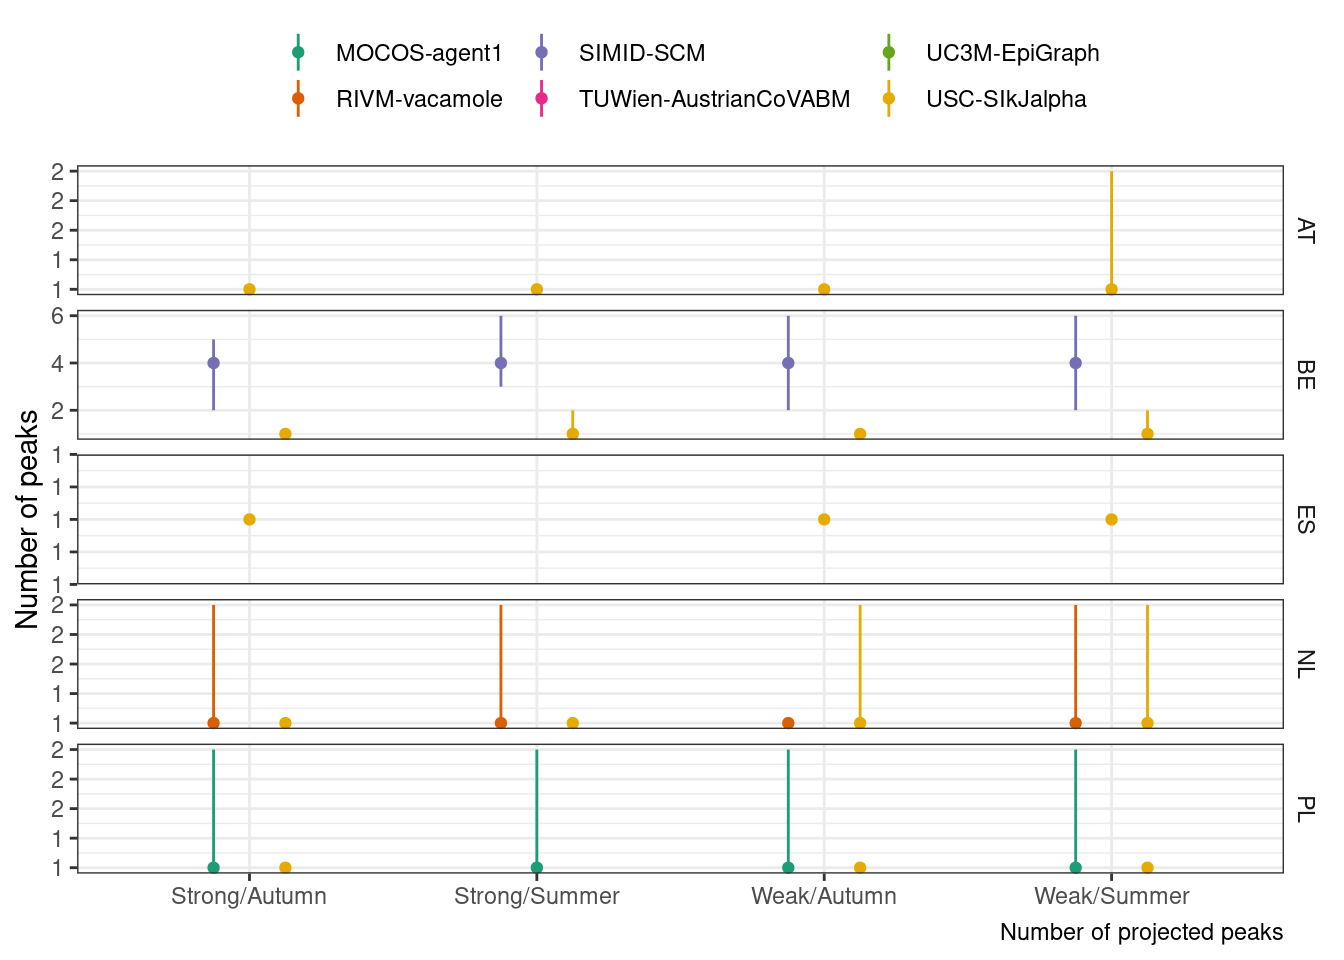 MOCOS-agent1 SIMID-SCM UC3M-EpiGraph
RIVM-vacamole TUWien-AustrianCoVABM USC-SIkJalpha
Number of peaks
2
2
2
1
1
AT
6
4
2
BE
1
1
1
1
1
ES
2
2
2
1
1
NL
2
2
2
1
1
PL
Strong/Autumn Strong/Summer Weak/Autumn Weak/Summer
Number of projected peaks